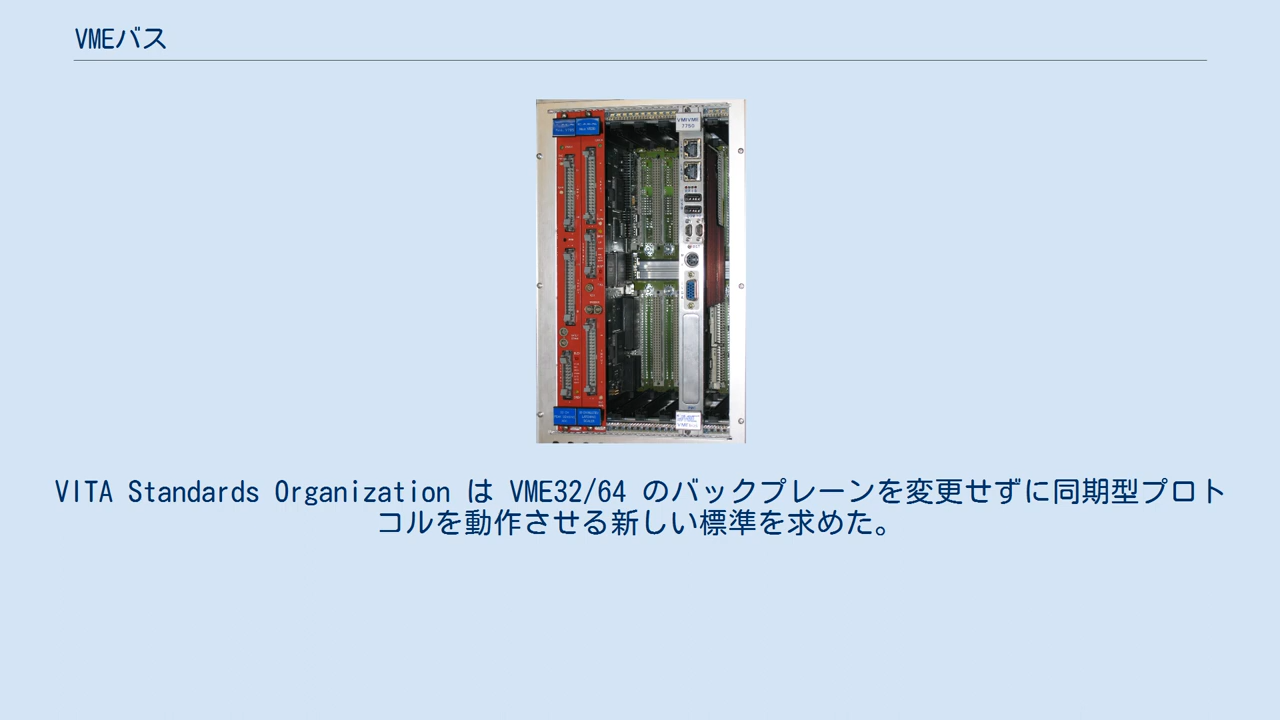 VMEバス
VMIVME
7750
VITA Standards Organization は VME32/64 のバックプレーンを変更せずに同期型プロト
コルを動作させる新しい標準を求めた。